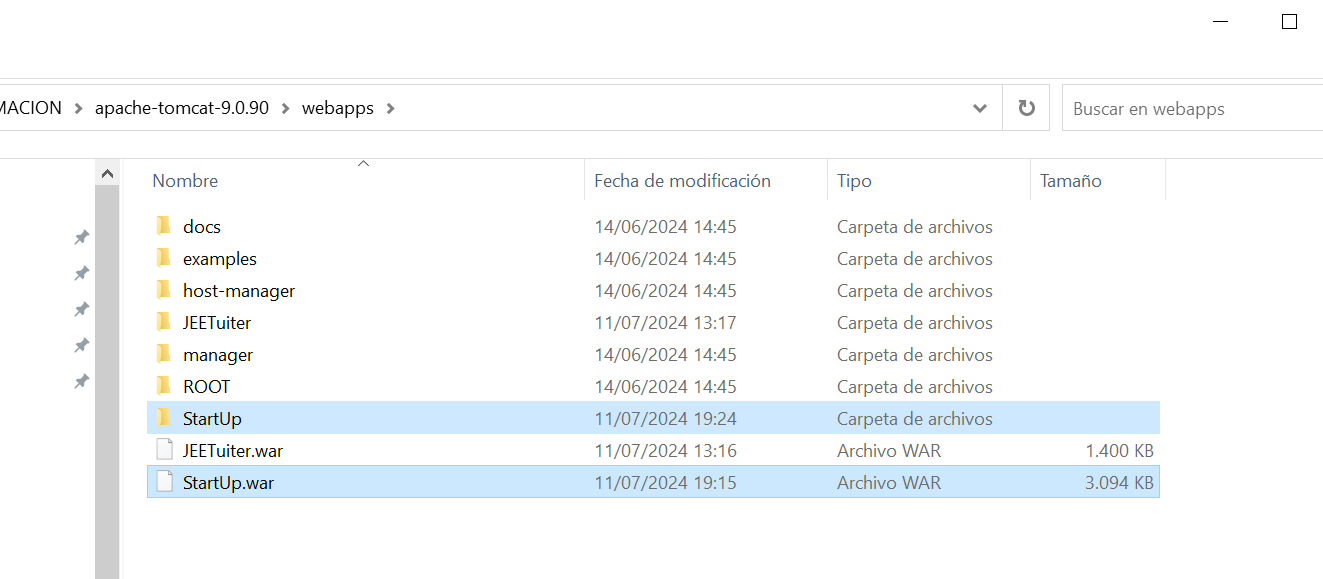 MACION > apache-tomcat-9.0.90 > webapps >
Buscar en webapps
Nombre Fecha de modificación Tipo Tamaño
docs 14/06/2024 14:45 Carpeta de archivos
examples 14/06/2024 14:45 Carpeta de archivos
host-manager 14/06/2024 14:45 Carpeta de archivos
JEETuiter 11/07/2024 13:17 Carpeta de archivos
manager 14/06/2024 14:45 Carpeta de archivos
ROOT 14/06/2024 14:45 Carpeta de archivos
StartUp 11/07/2024 19:24 Carpeta de archivos
JEETuiter.war 11/07/2024 13:16 Archivo WAR 1.400 KB
StartUp.war 11/07/2024 19:15 Archivo WAR 3.094 KB